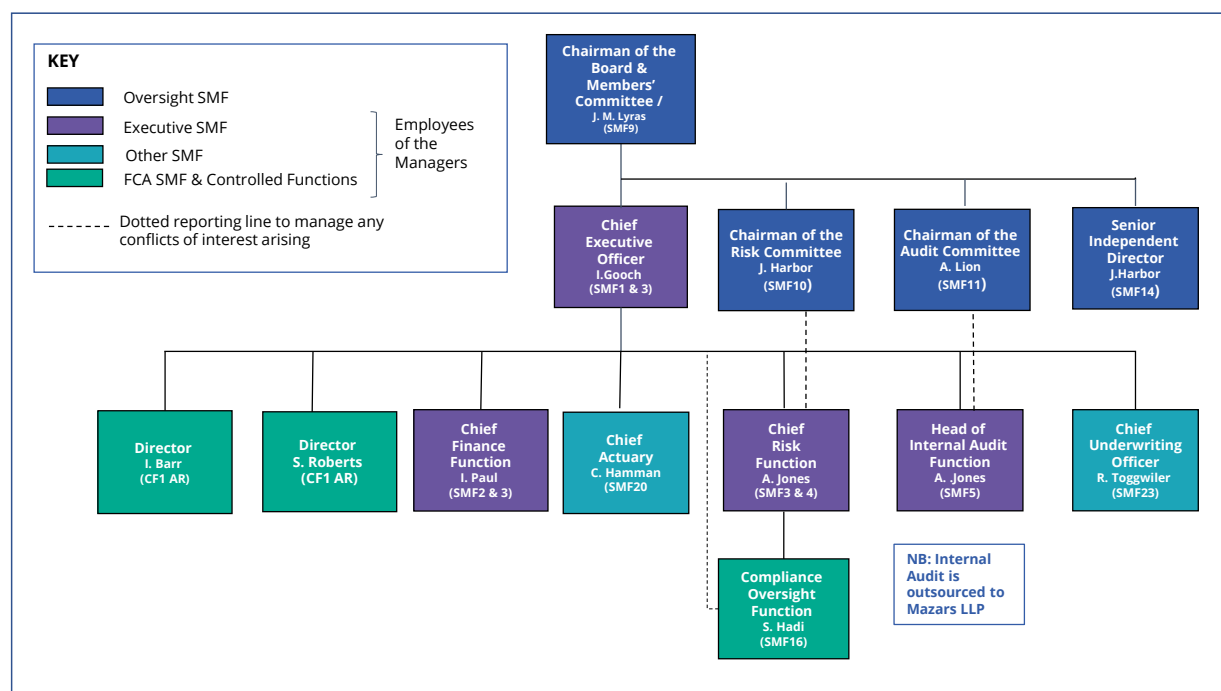 KEY
Oversight SMF
Executive SMF
Other SMF
FCA SMF & Controlled Functions
Employees
of the
Managers
Dotted reporting line to manage any
conflicts of interest arising
Chairman of the
Board &
Members’
Committee /
J. M. Lyras
(SMF9)
Chief
Executive
Officer
I.Gooch
(SMF1 & 3)
Chairman of the
Risk Committee
J. Harbor
(SMF10)
Chairman of the
Audit Committee
A. Lion
(SMF11)
Senior
Independent
Director
J.Harbor
(SMF14)
Director
I. Barr
(CF1 AR)
Director
S. Roberts
(CF1 AR)
Chief
Finance
Function
I. Paul
(SMF2 & 3)
Chief
Actuary
C. Hamman
(SMF20
Chief
Risk
Function
A. Jones
(SMF3 & 4)
Head of
Internal Audit
Function
A. .Jones
(SMF5)
Chief
Underwriting
Officer
R. Toggwiler
(SMF23)
Compliance
Oversight
Function
S. Hadi
(SMF16)
NB: Internal
Audit is
outsourced to
Mazars LLP